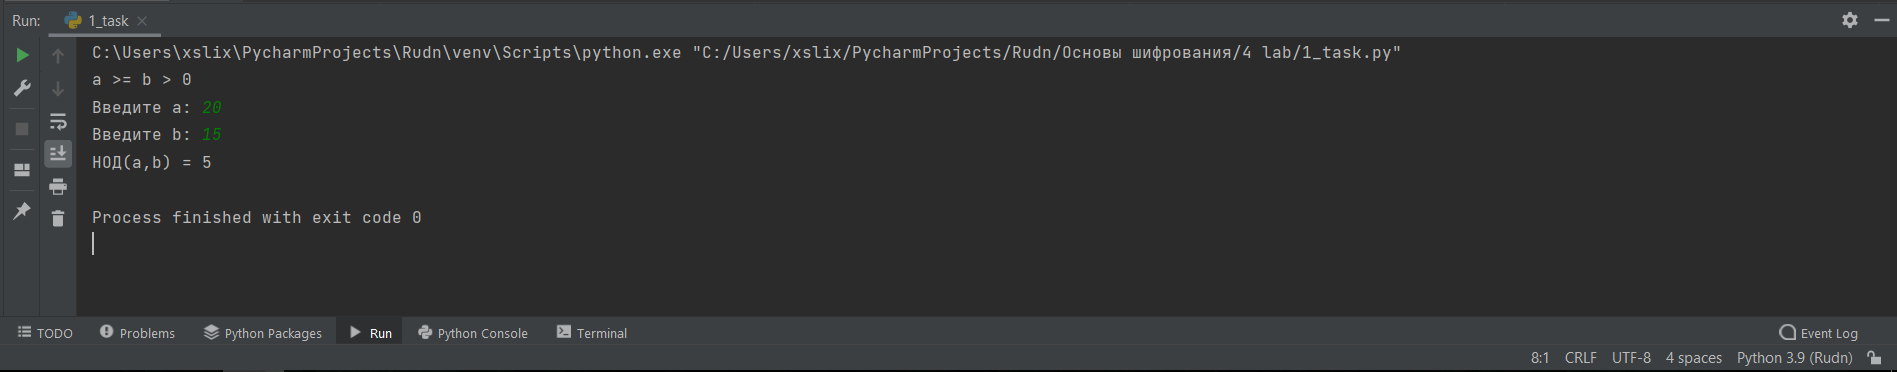 Run: 1_task
C:\Users\xslix\PycharmProjects\Rudn\venv\Scripts\python.exe "C:/Users/xslix/PycharmProjects/Rudn/Основы шифрования/4 lab/1_task.py"
a >= b > 0
Введите a: 20
Введите b: 15
НОД(a,b) = 5
Process finished with exit code 0
TODO Problems Python Packages Run Python Console Terminal Event Log
8:1 CRLF UTF-8 4 spaces Python 3.9 (Rudn)